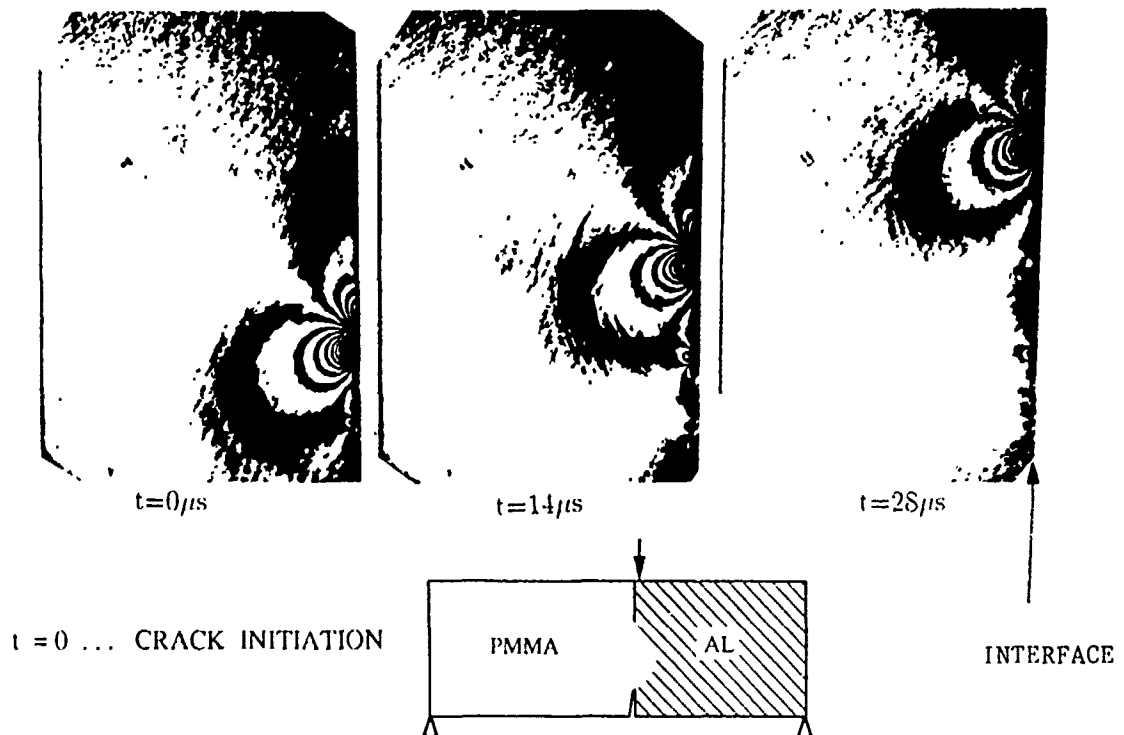 t=0μs
t=14μs
t=28μs
t = 0 ... CRACK INITIATION
PMMA
AL
INTERFACE